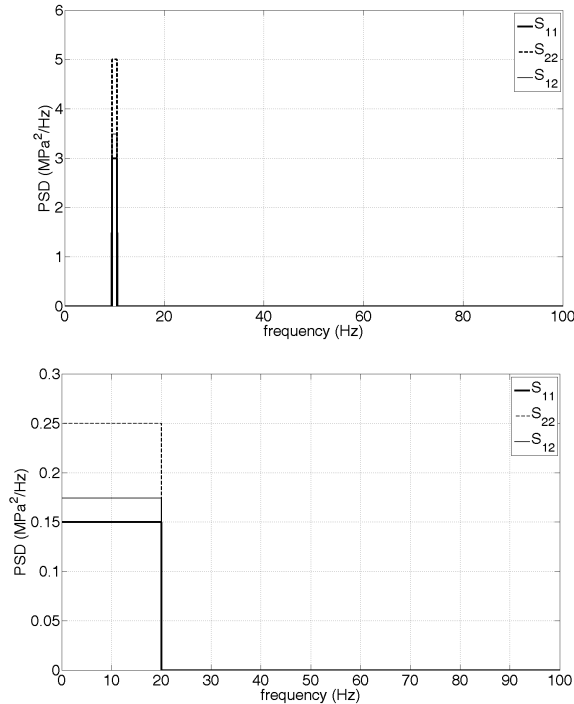 6
5
4
3
2
1
0
PSD (MPa²/Hz)
0 20 40 60 80 100
frequency (Hz)
S₁₁
S₂₂
S₁₂
0.3
0.25
0.2
0.15
0.1
0.05
0
PSD (MPa²/Hz)
0 10 20 30 40 50 60 70 80 90 100
frequency (Hz)
S₁₁
S₂₂
S₁₂